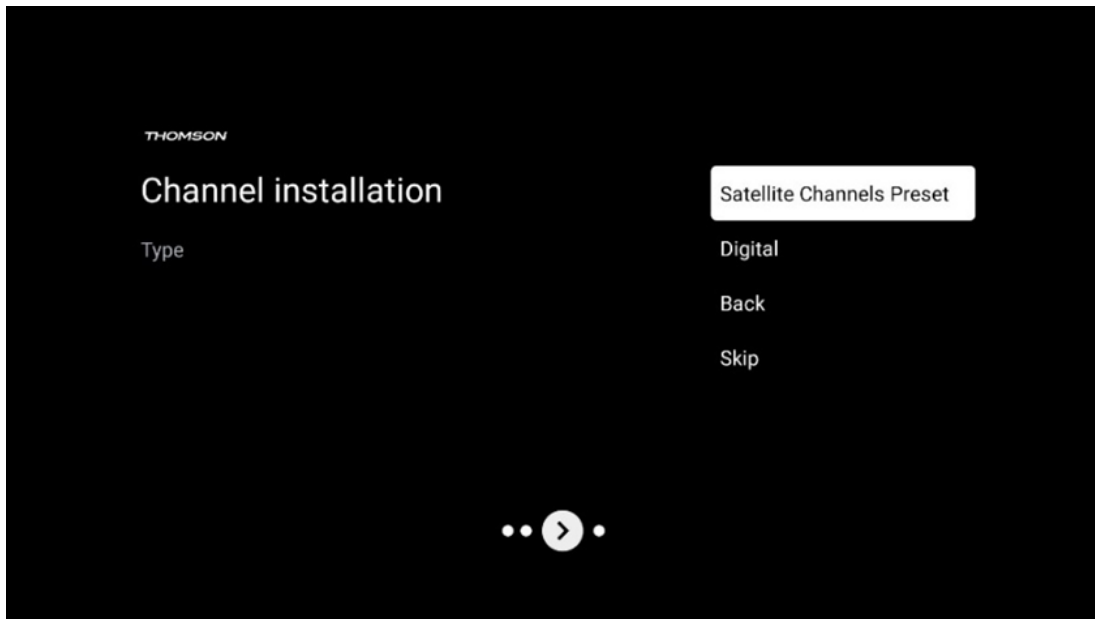 THOMSON
Channel installation
Type
Satellite Channels Preset
Digital
Back
Skip